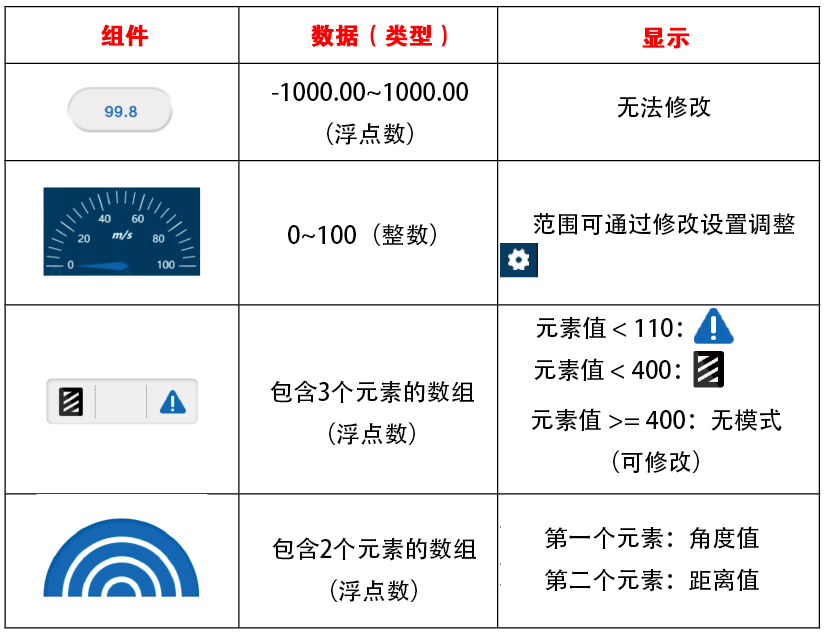 组件
数据（类型）
显示
99.8
-1000.00~1000.00
（浮点数）
无法修改
0
20
40
60
80
100
m/s
0~100（整数）
范围可通过修改设置调整
包含3个元素的数组
（浮点数）
元素值 < 110：
元素值 < 400：
元素值 >= 400：无模式
（可修改）
包含2个元素的数组
（浮点数）
第一个元素：角度值
第二个元素：距离值